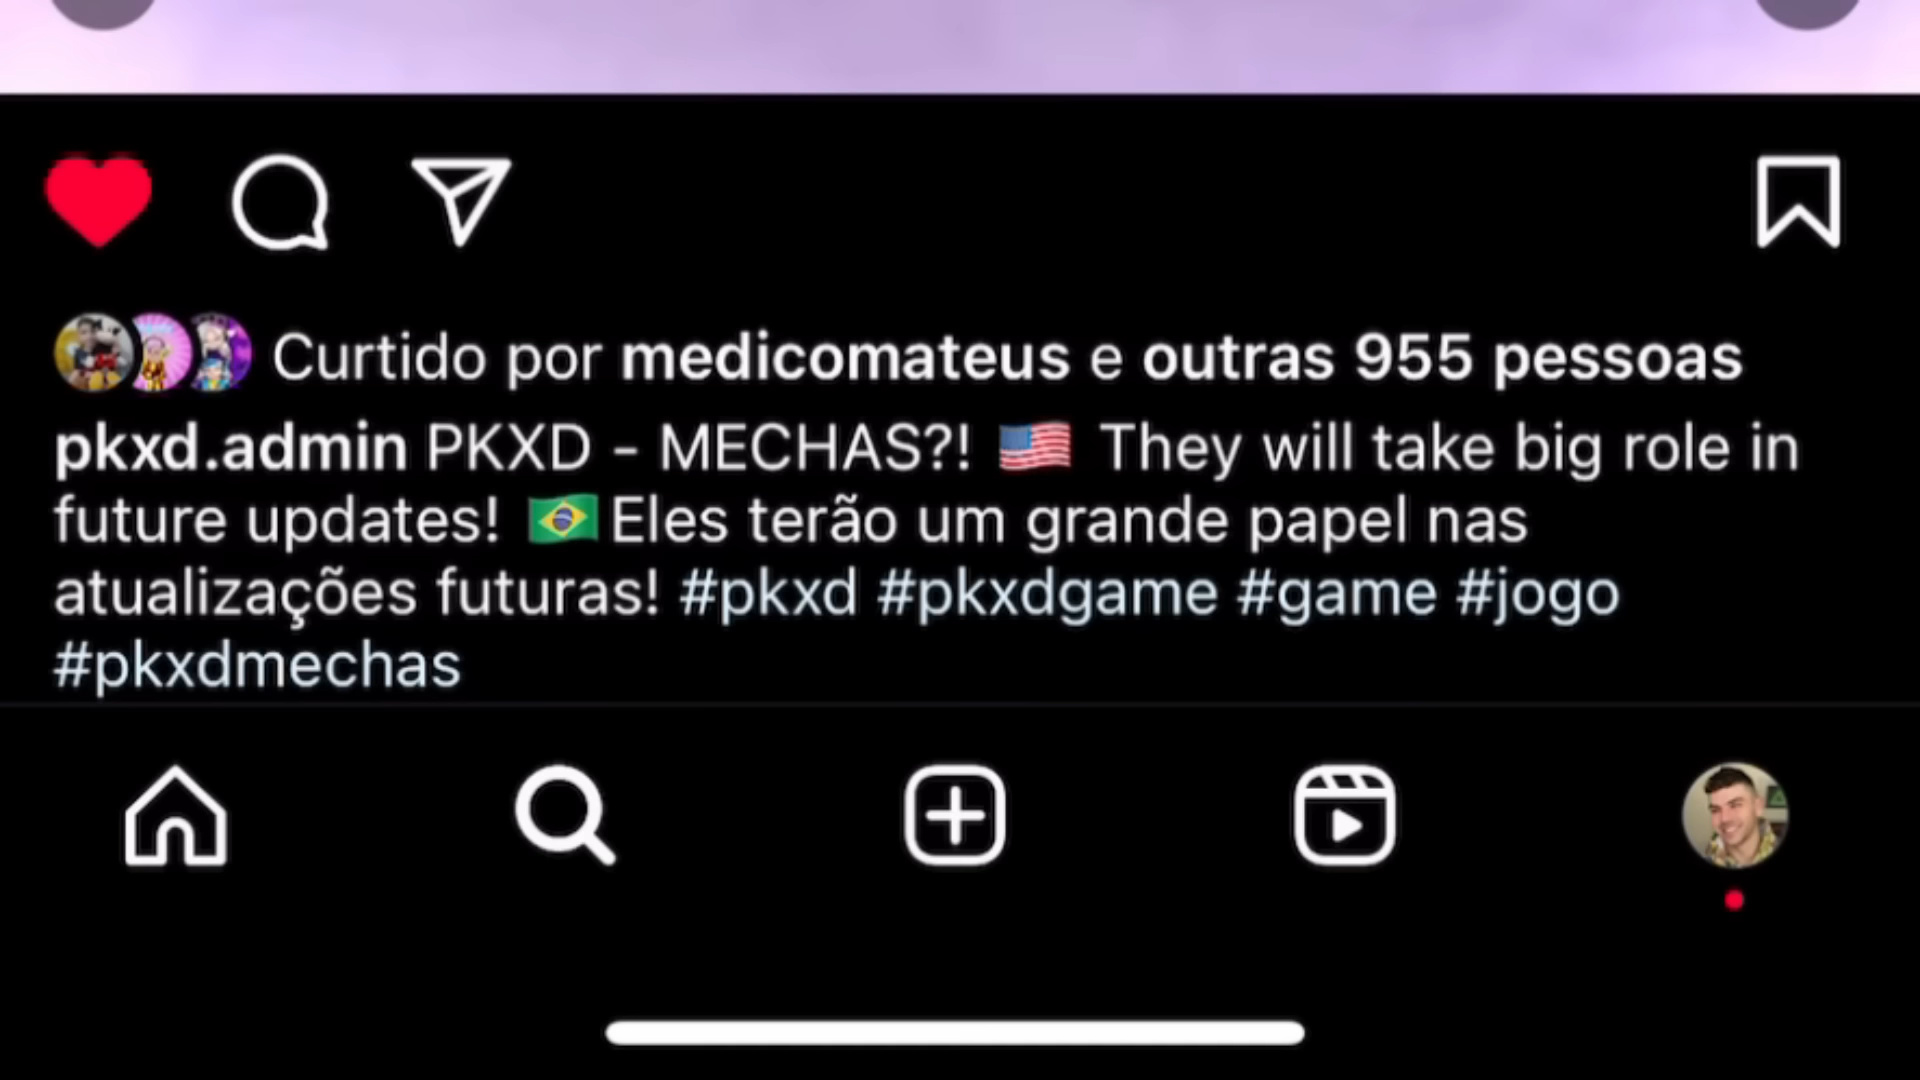 Curtido por medicomateus e outras 955 pessoas
pkxd.admin PKXD - MECHAS?! 🇺🇸 They will take big role in
future updates! 🇧🇷Eles terão um grande papel nas
atualizações futuras! #pkxd #pkxdgame #game #jogo
#pkxdmechas